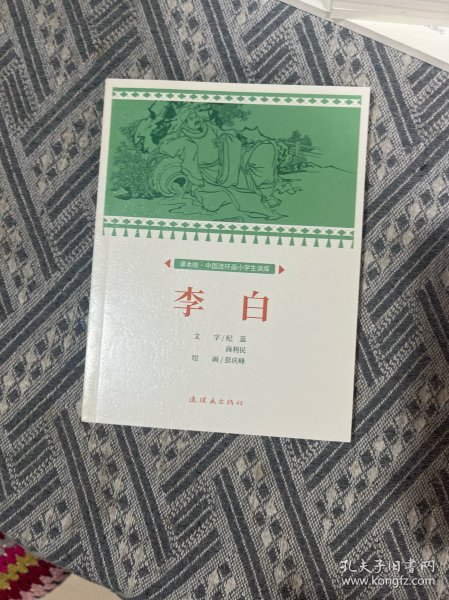 课本绘·中国连环画小学生读库
李白
文 字/纪蕊
商利民
绘 画/彭庆峰
连环画出版社
孔夫子旧书网
www.kongfz.com